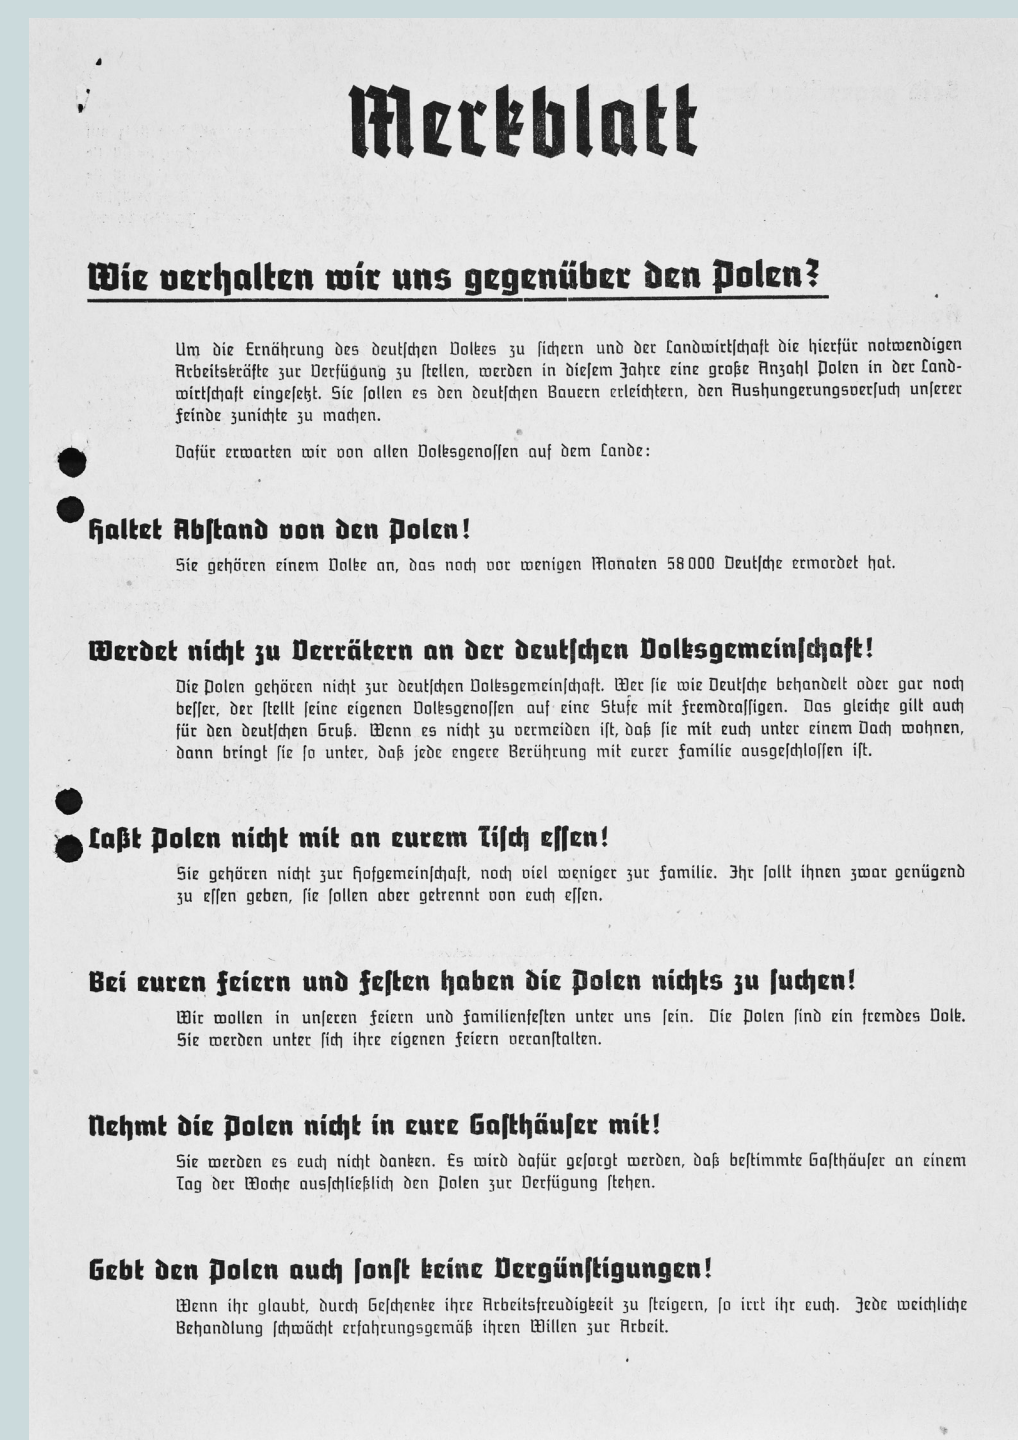 Merkblatt
Wie verhalten wir uns gegenüber den Polen?
Um die Ernährung des deutschen Volkes zu sichern und der Landwirtschaft die hierfür notwendigen
Arbeitskräfte zur Verfügung zu stellen, werden in diesem Jahre eine große Anzahl Polen in der Land-
wirtschaft eingesetzt. Sie sollen es den deutschen Bauern erleichtern, den Aushungerungsversuch unserer
Feinde zunichte zu machen.
Dafür erwarten wir von allen Volksgenossen auf dem Lande:
Haltet Abstand von den Polen!
Sie gehören einem Volke an, das noch vor wenigen Monaten 58000 Deutsche ermordet hat.
Werdet nicht zu Verrätern an der deutschen Volksgemeinschaft!
Die Polen gehören nicht zur deutschen Volksgemeinschaft. Wer sie wie Deutsche behandelt oder gar noch
besser, der stellt seine eigenen Volksgenossen auf eine Stufe mit Fremdrassigen. Das gleiche gilt auch
für den deutschen Gruß. Wenn es nicht zu vermeiden ist, daß sie mit euch unter einem Dach wohnen,
dann bringt sie so unter, daß jede engere Berührung mit eurer Familie ausgeschlossen ist.
Laßt Polen nicht mit an eurem Tisch essen!
Sie gehören nicht zur Hofgemeinschaft, noch viel weniger zur Familie. Ihr sollt ihnen zwar genügend
zu essen geben, sie sollen aber getrennt von euch essen.
Bei euren Feiern und Festen haben die Polen nichts zu suchen!
Wir wollen in unseren Feiern und Familienfesten unter uns sein. Die Polen sind ein fremdes Volk.
Sie werden unter sich ihre eigenen Feiern veranstalten.
Nehmt die Polen nicht in eure Gasthäuser mit!
Sie werden es euch nicht danken. Es wird dafür gesorgt werden, daß bestimmte Gasthäuser an einem
Tag der Woche ausschließlich den Polen zur Verfügung stehen.
Gebt den Polen auch sonst keine Vergünstigungen!
Wenn ihr glaubt, durch Geschenke ihre Arbeitsfreudigkeit zu steigern, so irrt ihr euch. Jede weichliche
Behandlung schwächt erfahrungsgemäß ihren Willen zur Arbeit.